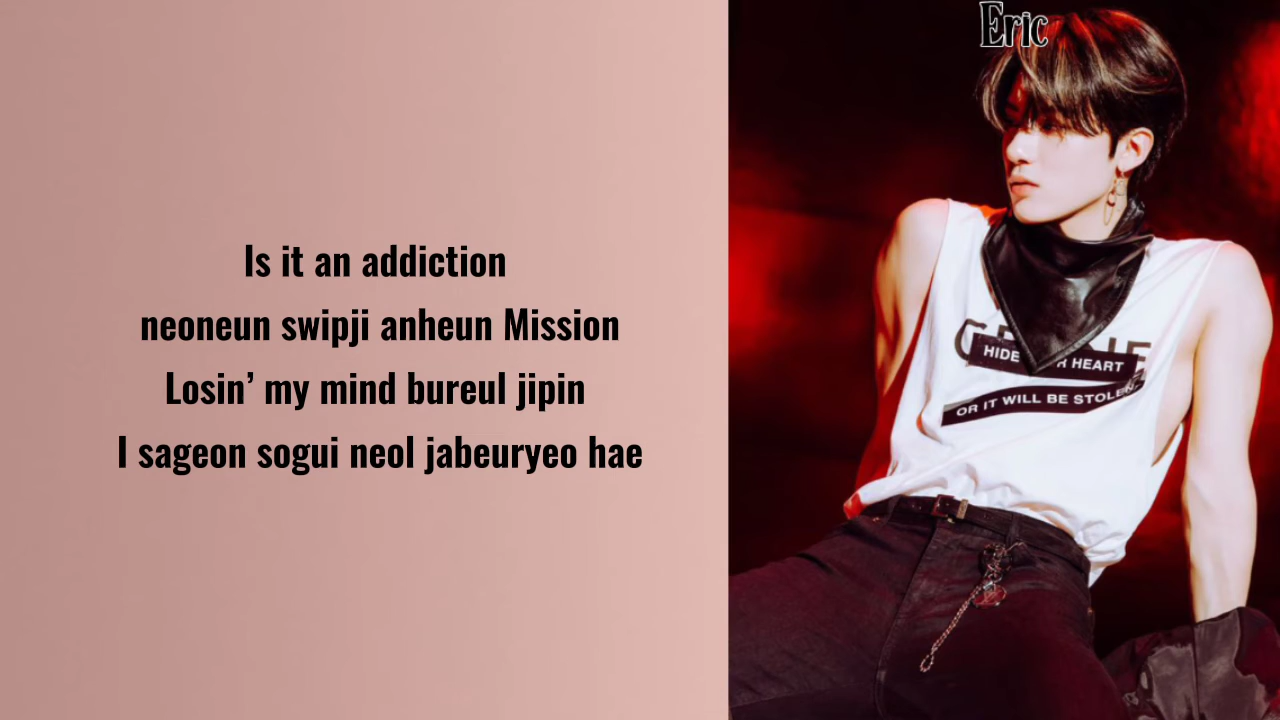 Eric
Is it an addiction
neoneun swipji anheun Mission
Losin’ my mind bureul jipin
I sageon sogui neol jabeuryeo hae
HIDE HEART
OR IT WILL BE STOLEN